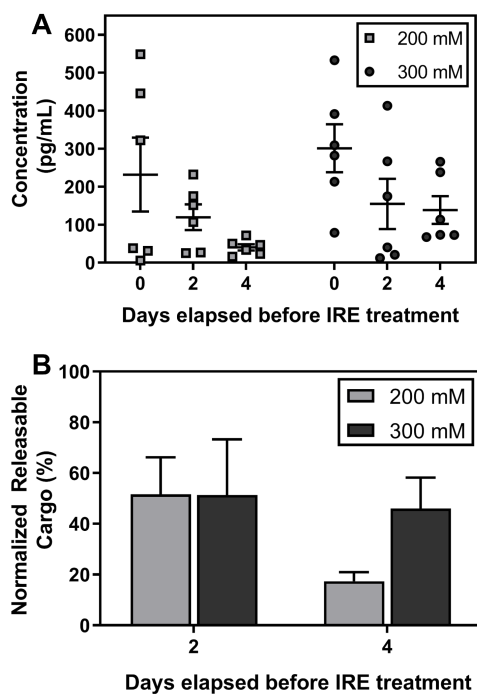 A
600
500
400
300
200
100
0
Concentration
(pg/mL)
200 mM
300 mM
0 2 4 0 2 4
Days elapsed before IRE treatment
B
100
80
60
40
20
0
Normalized Releasable
Cargo (%)
200 mM
300 mM
2 4
Days elapsed before IRE treatment